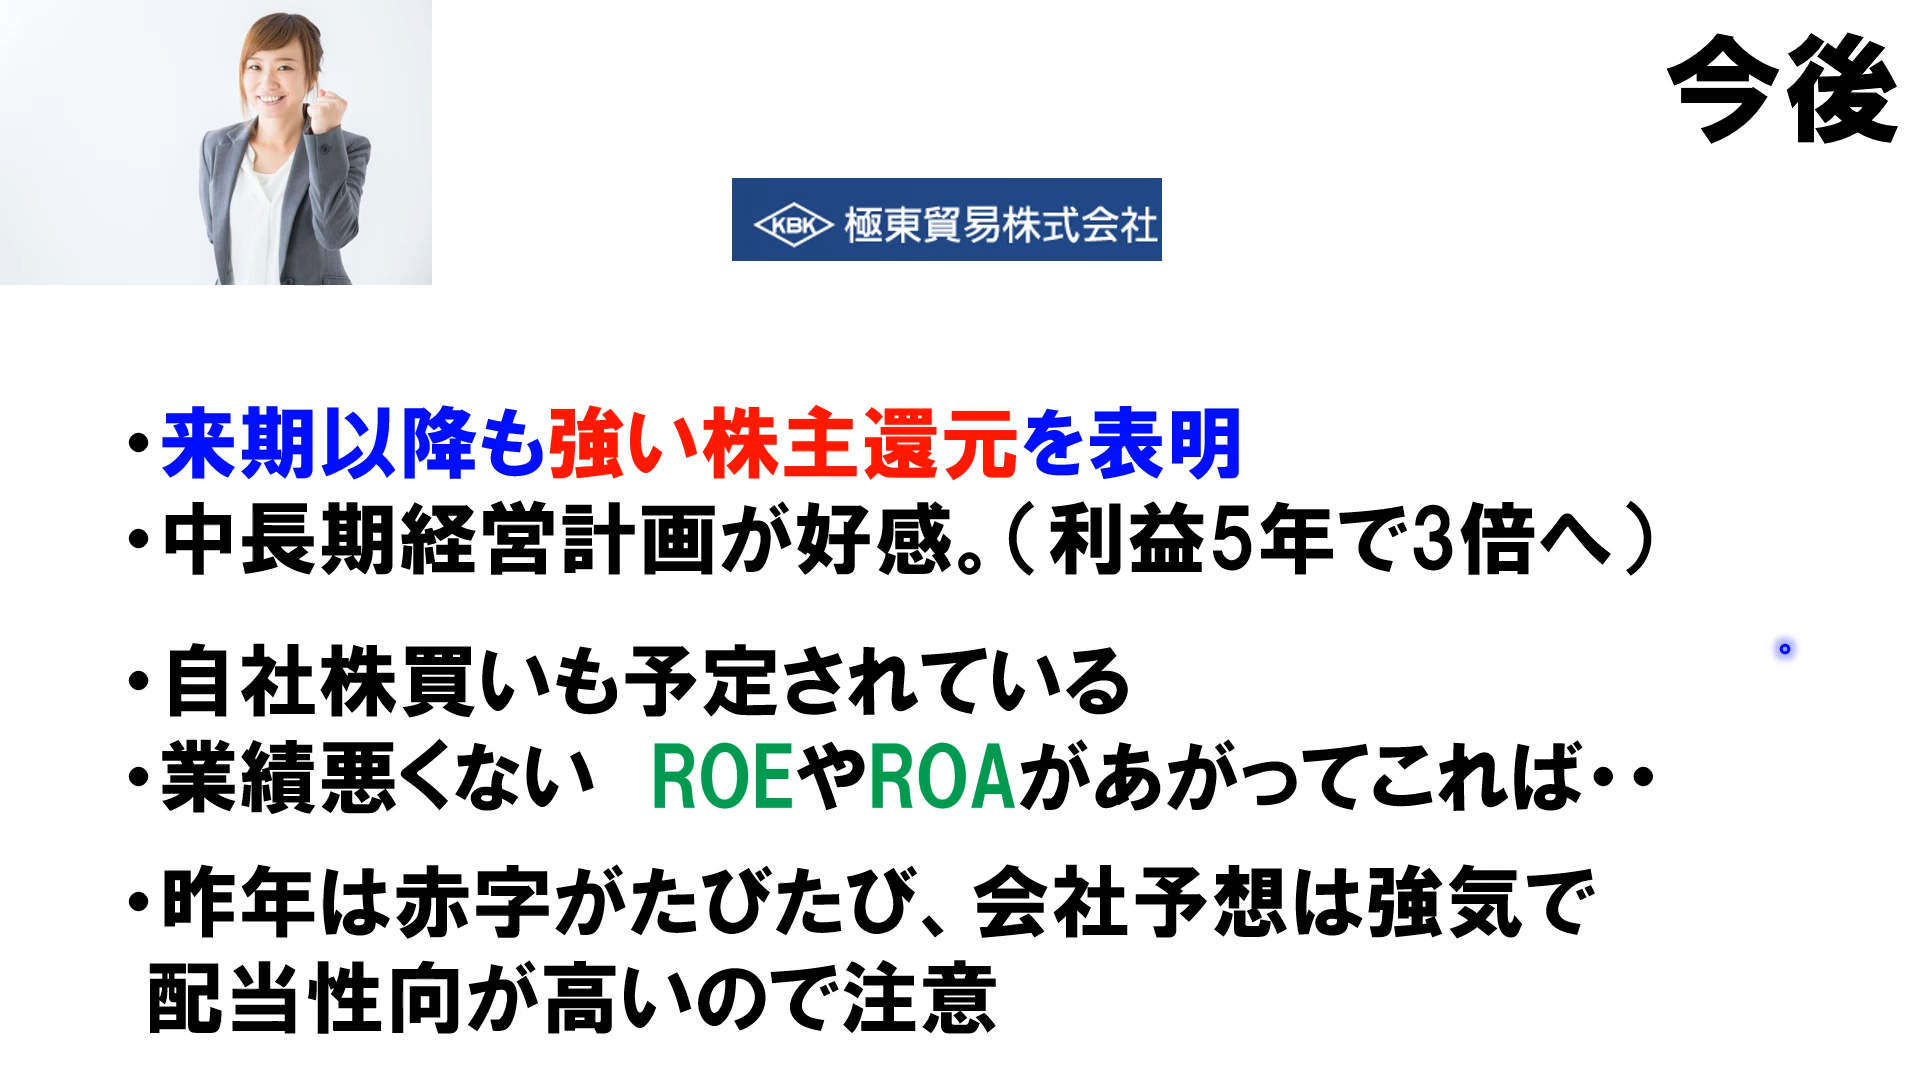 今後
KBK 極東貿易株式会社
・来期以降も強い株主還元を表明
・中長期経営計画が好感。（利益5年で3倍へ）
・自社株買いも予定されている
・業績悪くない　ROEやROAがあがってこれば・・
・昨年は赤字がたびたび、会社予想は強気で
配当性向が高いので注意